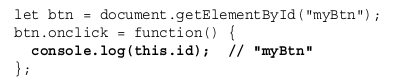 let btn = document.getElementById("myBtn");
btn.onclick = function() {
  console.log(this.id);  // "myBtn"
};